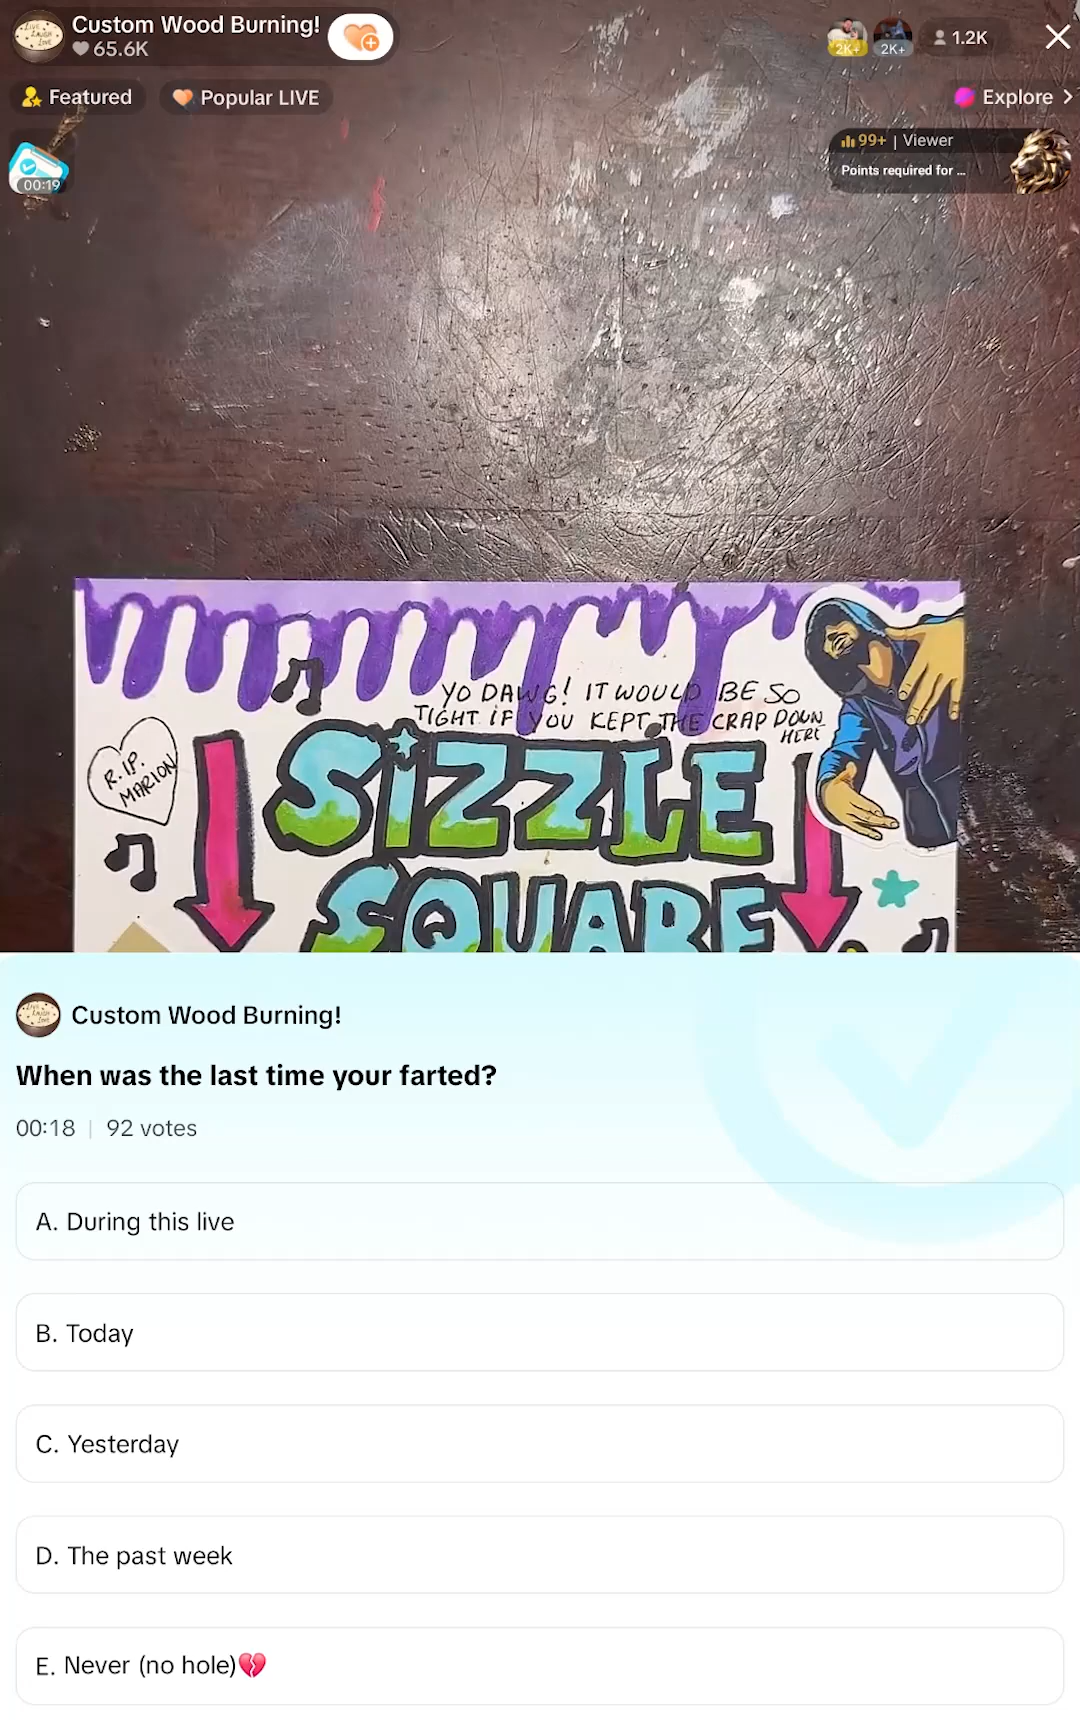 Custom Wood Burning!
65.6K
2K+
2K+
1.2K
Featured
Popular LIVE
Explore
00:19
99+ | Viewer
Points required for ...
YO DAWG! IT WOULD BE SO
TIGHT IF YOU KEPT THE CRAP DOWN
HERE
R.I.P.
MARION
SIZZLE
SQUARE
Custom Wood Burning!
When was the last time your farted?
00:18 | 92 votes
A. During this live
B. Today
C. Yesterday
D. The past week
E. Never (no hole)💔